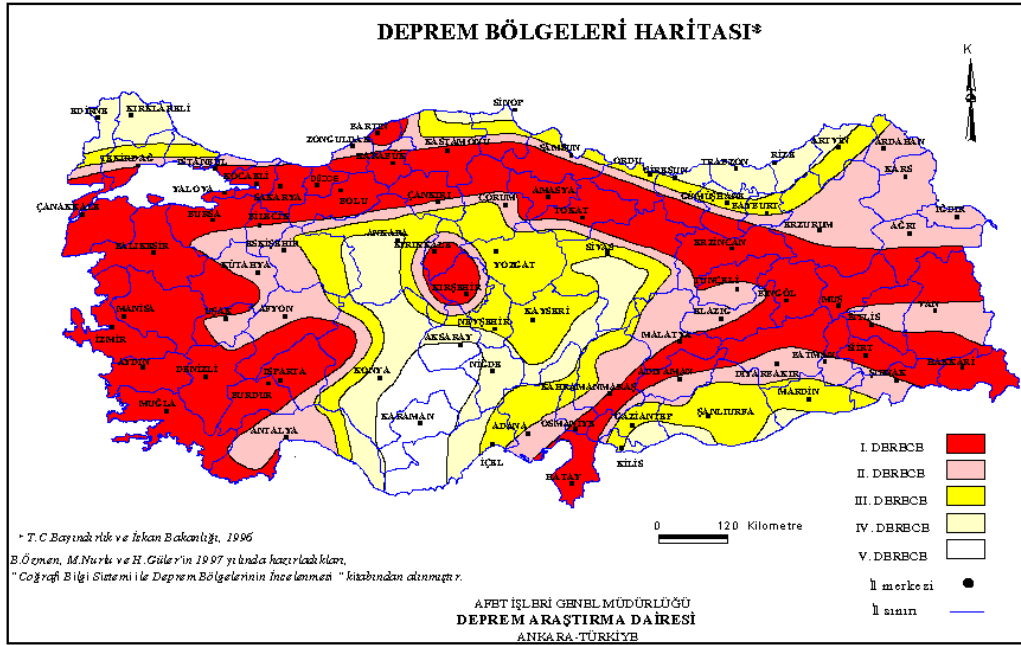 DEPREM BÖLGELERİ HARİTASI*
K
SİNOP
EDİRNE
KIRKLARELİ
BARTIN
ZONGULDAK
KASTAMONU
KARABÜK
SAMSUN
ORDU
GİRESUN
TRABZON
RİZE
ARTVİN
ARDAHAN
KARS
TEKİRDAĞ
İSTANBUL
KOCAELİ
YALOVA
SAKARYA
DÜZCE
BOLU
ÇANKIRI
ÇORUM
AMASYA
TOKAT
GÜMÜŞHANE
BAYBURT
ERZURUM
AĞRI
IĞDIR
ÇANAKKALE
BURSA
BİLECİK
BALIKESİR
ESKİŞEHİR
KÜTAHYA
ANKARA
KIRIKKALE
YOZGAT
SİVAS
ERZİNCAN
TUNCELİ
BİNGÖL
MUŞ
VAN
BİTLİS
KIRŞEHİR
MANİSA
UŞAK
AFYON
NEVŞEHİR
KAYSERİ
MALATYA
ELAZIĞ
İZMİR
AKSARAY
AYDIN
DENİZLİ
ISPARTA
BURDUR
KONYA
NİĞDE
KAHRAMANMARAŞ
ADIYAMAN
DİYARBAKIR
BATMAN
SİİRT
ŞIRNAK
HAKKARİ
MARDİN
MUĞLA
ANTALYA
KARAMAN
ADANA
OSMANİYE
GAZİANTEP
ŞANLIURFA
İÇEL
KİLİS
HATAY
I. DERECE
II. DERECE
III. DERECE
IV. DERECE
V. DERECE
İl merkezi
İl sınırı
0 120 Kilometre
* T.C.Bayındırlık ve İskan Bakanlığı, 1996
B.Özmen, M.Nurlu ve H.Güler'in 1997 yılında hazırladıkları,
"Coğrafi Bilgi Sistemi ile Deprem Bölgelerinin İncelenmesi " kitabından alınmıştır.
AFET İŞLERİ GENEL MÜDÜRLÜĞÜ
DEPREM ARAŞTIRMA DAİRESİ
ANKARA-TÜRKİYE